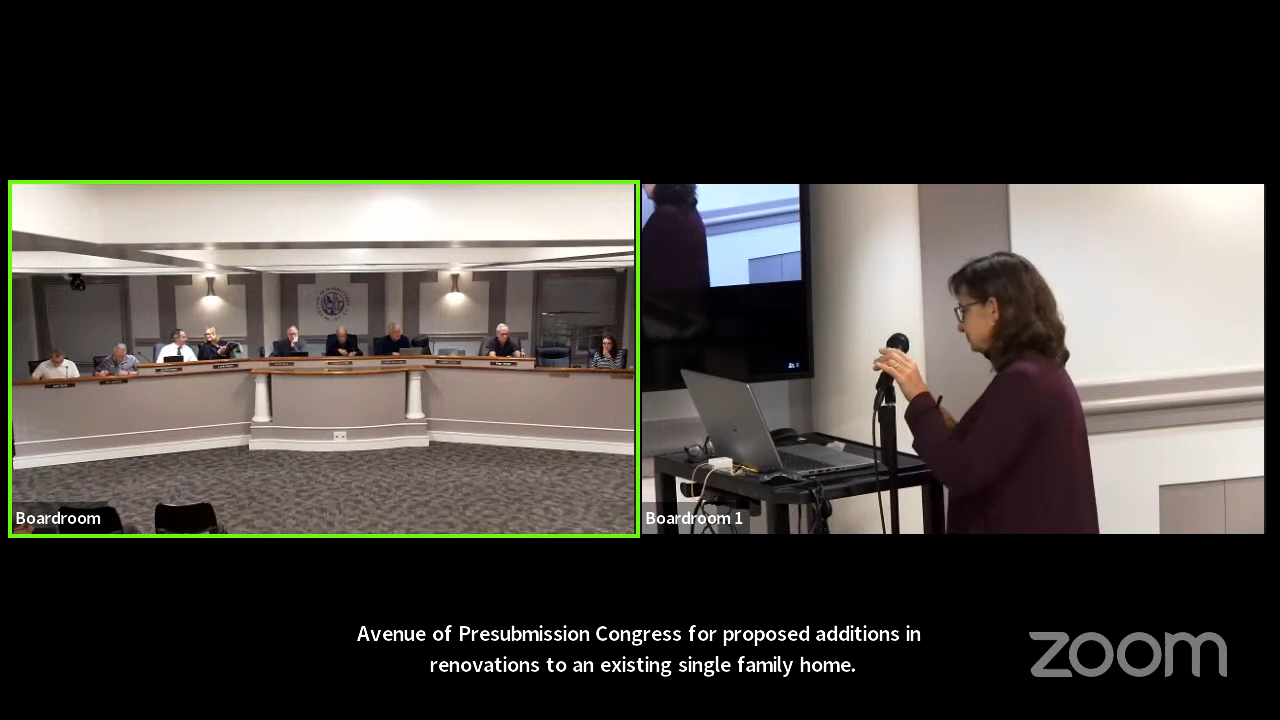 Boardroom
Boardroom 1
Avenue of Presubmission Congress for proposed additions in
renovations to an existing single family home.
zoom